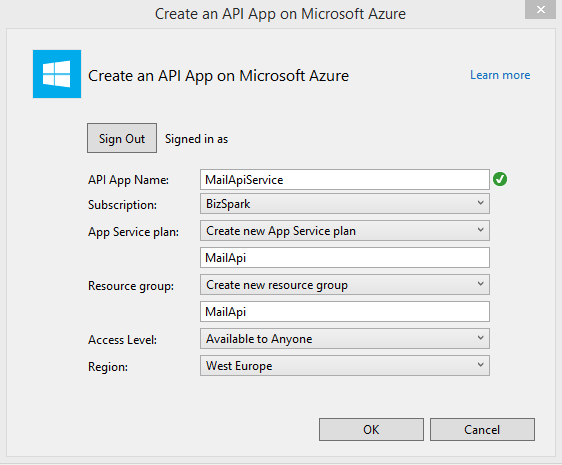 Create an API App on Microsoft Azure
Create an API App on Microsoft Azure
Learn more
Sign Out Signed in as
API App Name: MailApiService
Subscription: BizSpark
App Service plan: Create new App Service plan
MailApi
Resource group: Create new resource group
MailApi
Access Level: Available to Anyone
Region: West Europe
OK Cancel